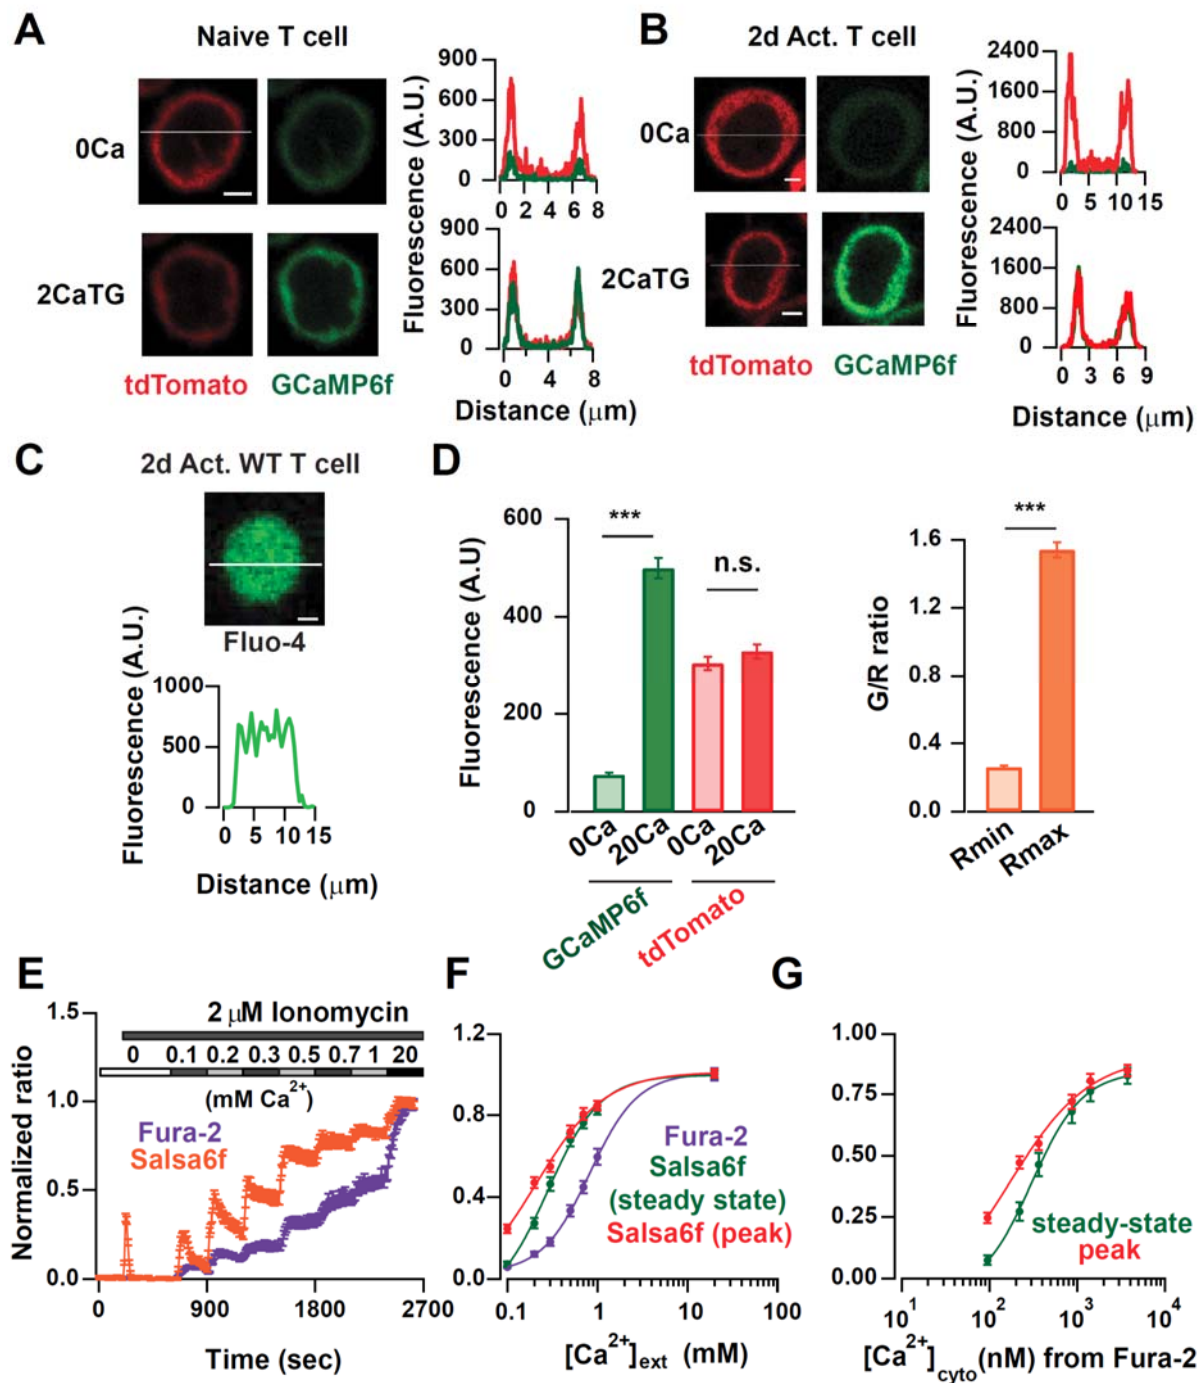 A
Naive T cell
0Ca
2CaTG
tdTomato GCaMP6f
Fluorescence (A.U.)
900
600
300
0
0 2 4 6 8
900
600
300
0
0 4 8
Distance (μm)
B
2d Act. T cell
0Ca
2CaTG
tdTomato GCaMP6f
Fluorescence (A.U.)
2400
1600
800
0
0 5 10 15
2400
1600
800
0
0 3 6 9
Distance (μm)
C
2d Act. WT T cell
Fluo-4
Fluorescence (A.U.)
1000
500
0
0 5 10 15
Distance (μm)
D
Fluorescence (A.U)
600
400
200
0
***
n.s.
0Ca 20Ca 0Ca 20Ca
GCaMP6f tdTomato
G/R ratio
1.6
1.2
0.8
0.4
0.0
***
Rmin Rmax
E
Normalized ratio
1.5
1.0
0.5
0.0
2 μM Ionomycin
0 0.1 0.2 0.3 0.5 0.7 1 20
(mM Ca²⁺)
Fura-2
Salsa6f
0 900 1800 2700
Time (sec)
F
1.2
0.8
0.4
0.0
Fura-2
Salsa6f
(steady state)
Salsa6f (peak)
0.1 1 10 100
[Ca²⁺]ext (mM)
G
1.00
0.75
0.50
0.25
0.00
steady-state
peak
10¹ 10² 10³ 10⁴
[Ca²⁺]cyto(nM) from Fura-2